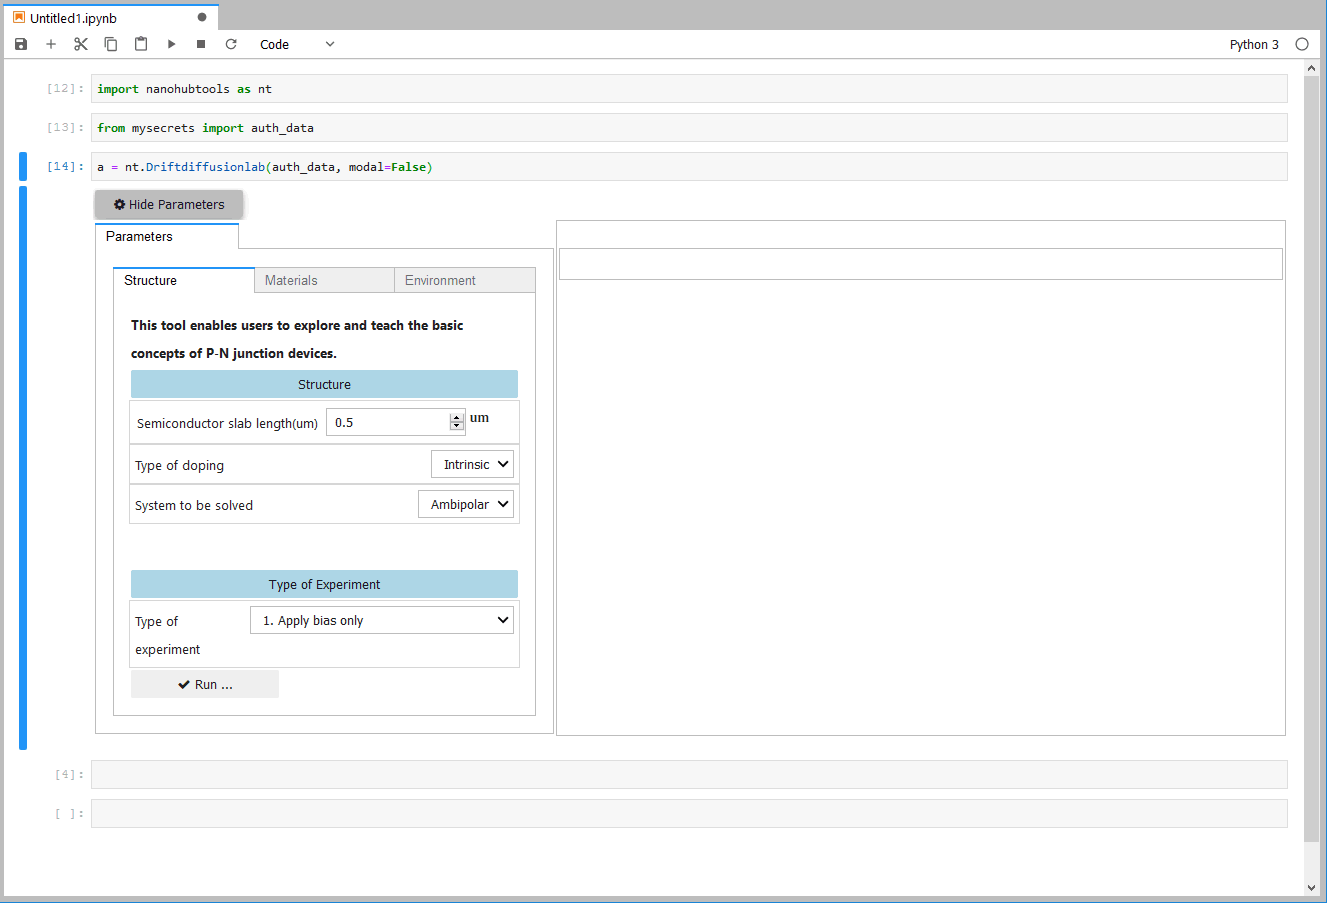 Untitled1.ipynb
Code
Python 3
[12]: import nanohubtools as nt
[13]: from mysecrets import auth_data
[14]: a = nt.Driftdiffusionlab(auth_data, modal=False)
Hide Parameters
Parameters
Structure Materials Environment
This tool enables users to explore and teach the basic
concepts of P-N junction devices.
Structure
Semiconductor slab length(um) 0.5 um
Type of doping Intrinsic
System to be solved Ambipolar
Type of Experiment
Type of 1. Apply bias only
experiment
Run ...
[4]:
[ ]: